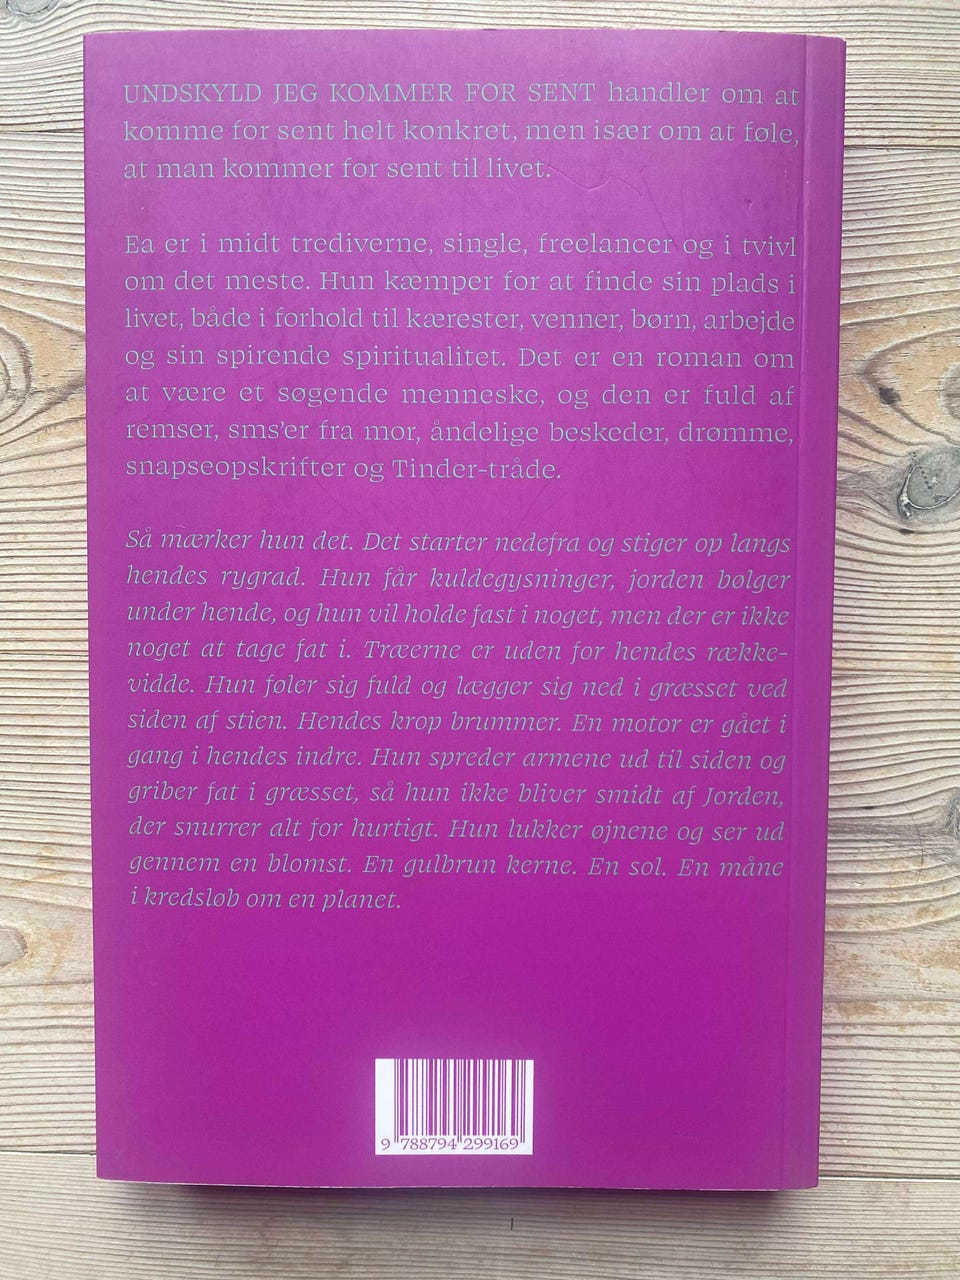 UNDSKYLD JEG KOMMER FOR SENT handler om at
komme for sent helt konkret, men især om at føle,
at man kommer for sent til livet.
Ea er i midt trediverne, single, freelancer og i tvivl
om det meste. Hun kæmper for at finde sin plads i
livet, både i forhold til kærester, venner, børn, arbejde
og sin spirende spiritualitet. Det er en roman om
at være et søgende menneske, og den er fuld af
remser, sms'er fra mor, åndelige beskeder, drømme,
snapseopskrifter og Tinder-tråde.
Så mærker hun det. Det starter nedefra og stiger op langs
hendes rygrad. Hun får kuldegysninger, jorden bølger
under hende, og hun vil holde fast i noget, men der er ikke
noget at tage fat i. Træerne er uden for hendes række-
vidde. Hun føler sig fuld og lægger sig ned i græsset ved
siden af stien. Hendes krop brummer. En motor er gået i
gang i hendes indre. Hun spreder armene ud til siden og
griber fat i græsset, så hun ikke bliver smidt af Jorden,
der snurrer alt for hurtigt. Hun lukker øjnene og ser ud
gennem en blomst. En gulbrun kerne. En sol. En måne
i kredsløb om en planet.
9 788794 299169